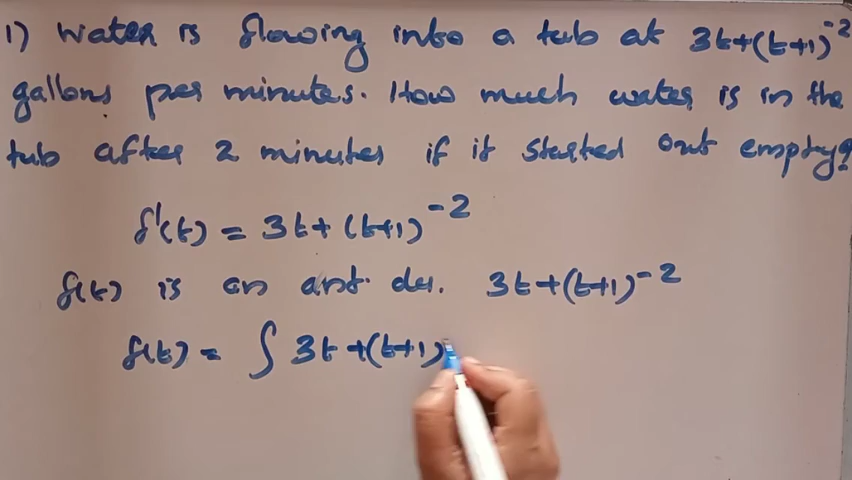 1) Water is flowing into a tub at 3t+(t+1)⁻²
gallons per minutes. How much water is in the
tub after 2 minutes if it started out empty?
f'(t) = 3t+(t+1)⁻²
f(t) is an ant. der. 3t+(t+1)⁻²
f(t) = ∫ 3t+(t+1)